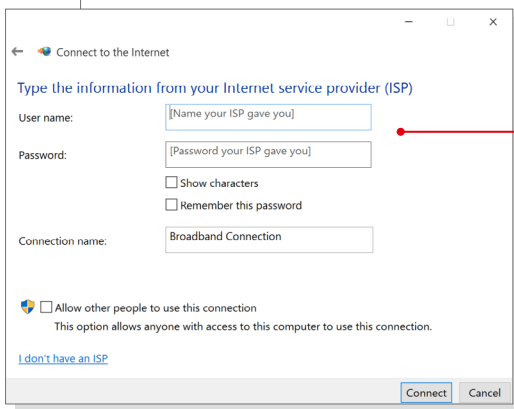 Connect to the Internet
Type the information from your Internet service provider (ISP)
User name:
[Name your ISP gave you]
Password:
[Password your ISP gave you]
Show characters
Remember this password
Connection name:
Broadband Connection
Allow other people to use this connection
This option allows anyone with access to this computer to use this connection.
I don't have an ISP
Connect
Cancel